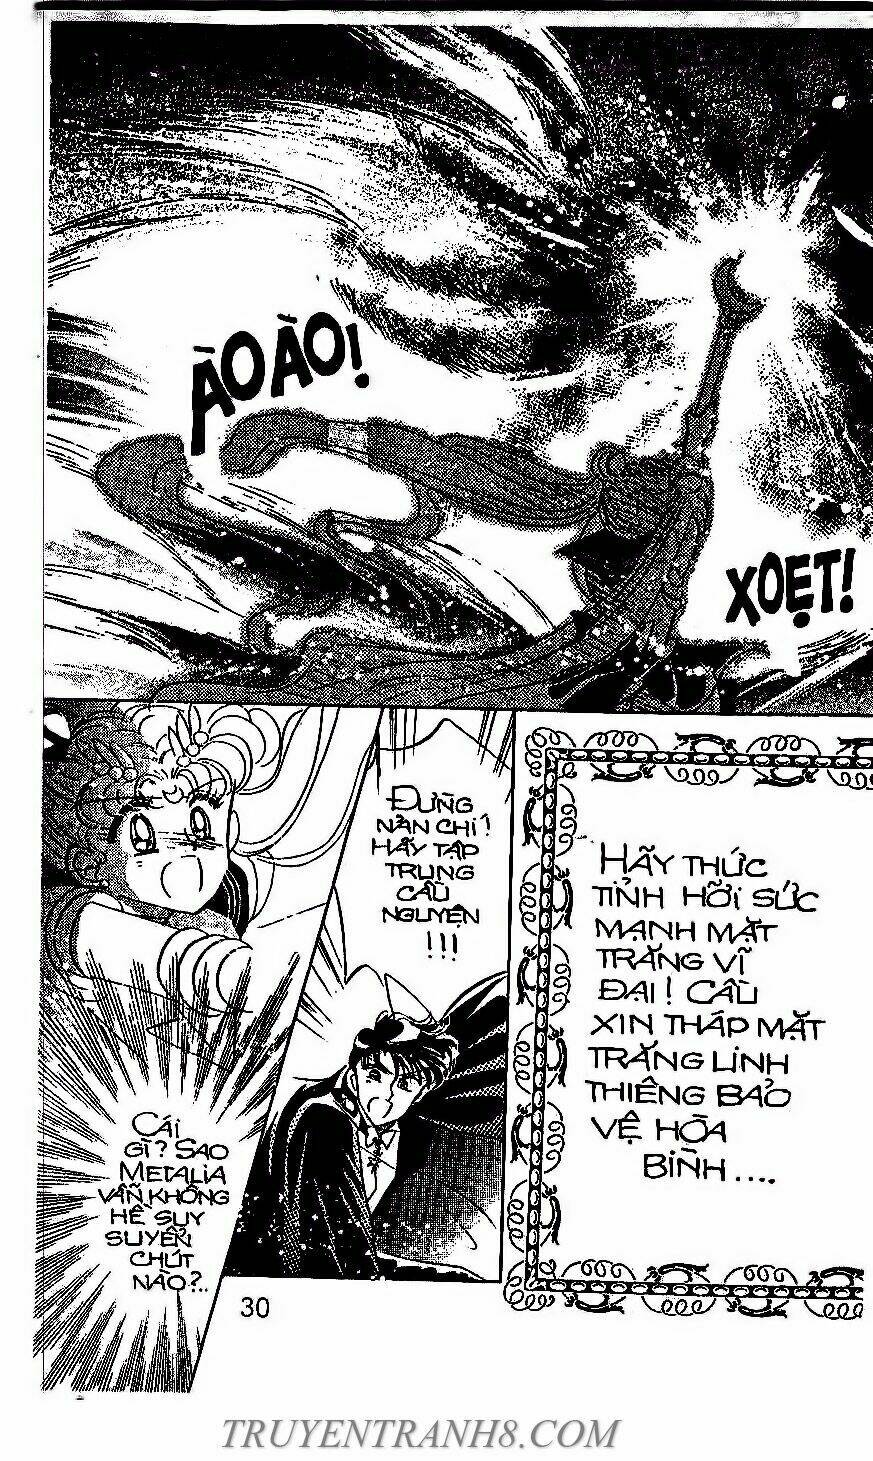 ÀO ÀO!
XOẸT!
HÃY THỨC
TỈNH HỠI SỨC
MẠNH MẶT
TRĂNG VĨ
ĐẠI! CẦU
XIN THÁP MẶT
TRĂNG LINH
THIÊNG BẢO
VỆ HÒA
BÌNH....
ĐỪNG
NẢN CHÍ!
HÃY TẬP
TRUNG
CẦU
NGUYỆN
!!!
CÁI
GÌ? SAO
METALIA
VẪN KHÔNG
HỀ SUY
SUYỂN
CHÚT
NÀO?..
30
TRUYENTRANH8.COM